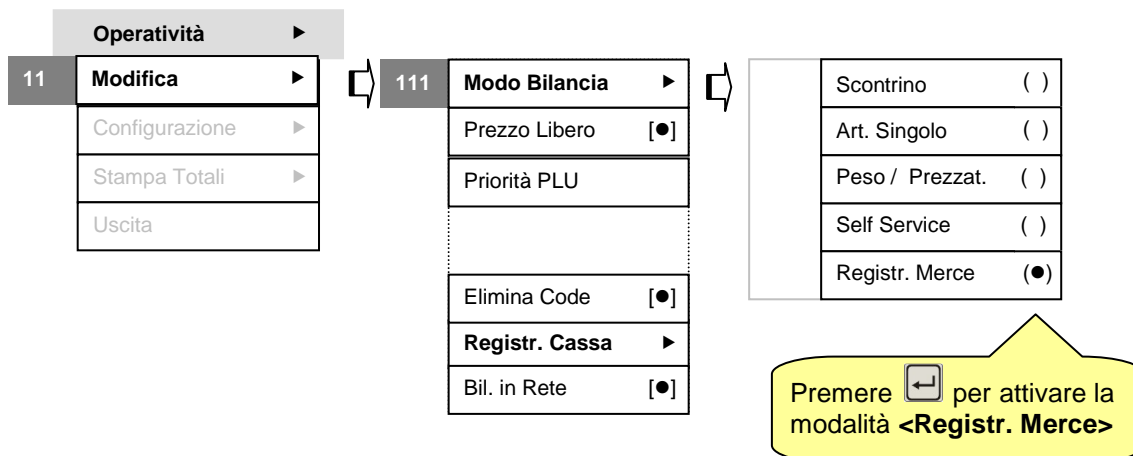 Operatività ►
11 Modifica ►
Configurazione ►
Stampa Totali ►
Uscita
111 Modo Bilancia ►
Prezzo Libero [●]
Priorità PLU
Elimina Code [●]
Registr. Cassa ►
Bil. in Rete [●]
Scontrino ( )
Art. Singolo ( )
Peso / Prezzat. ( )
Self Service ( )
Registr. Merce (●)
Premere ↵ per attivare la
modalità <Registr. Merce>